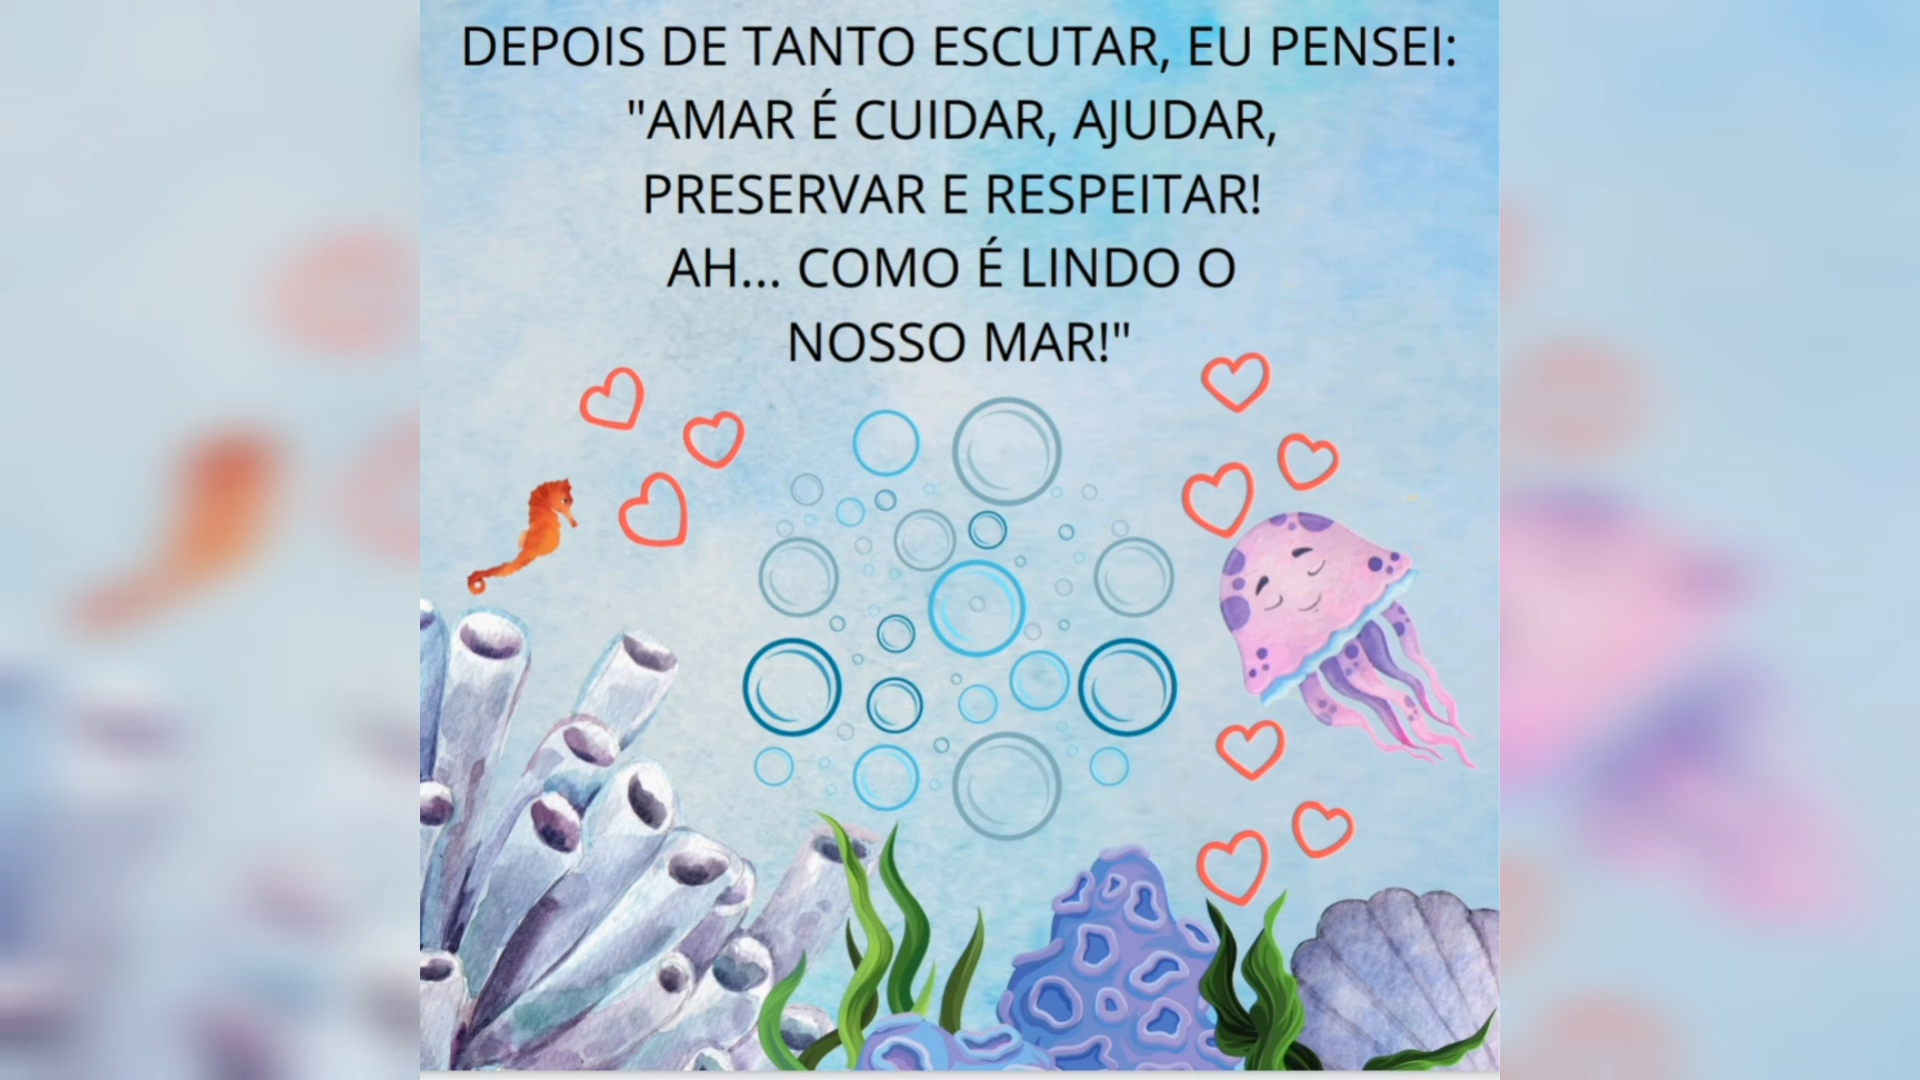 DEPOIS DE TANTO ESCUTAR, EU PENSEI:
"AMAR É CUIDAR, AJUDAR,
PRESERVAR E RESPEITAR!
AH... COMO É LINDO O
NOSSO MAR!"